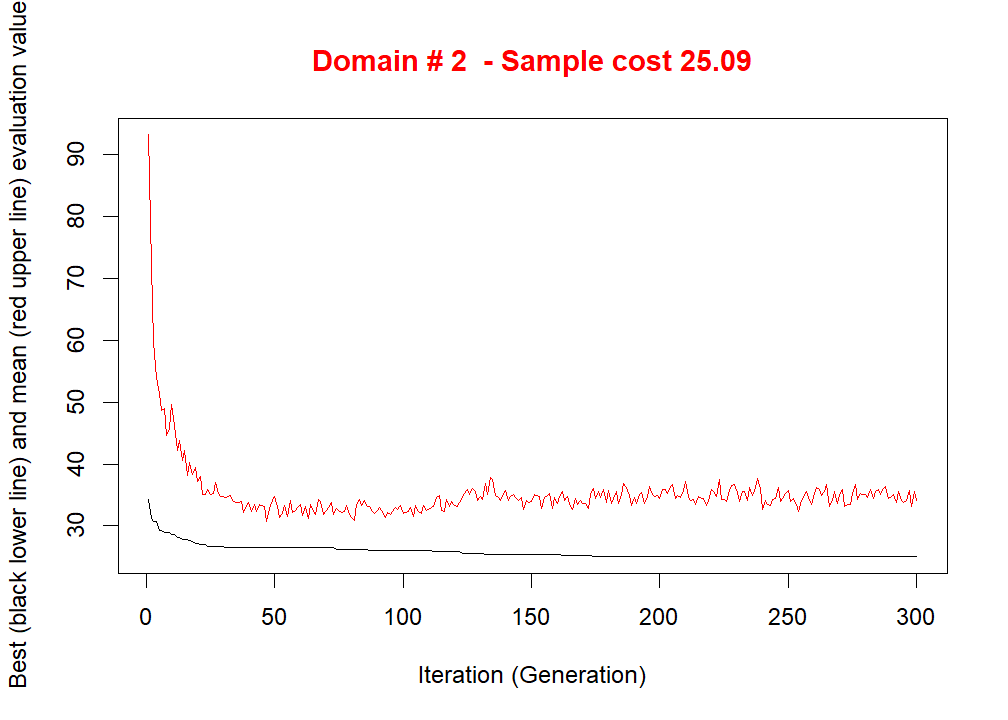 Domain # 2  - Sample cost 25.09
Best (black lower line) and mean (red upper line) evaluation value
90
80
70
60
50
40
30
0 50 100 150 200 250 300
Iteration (Generation)